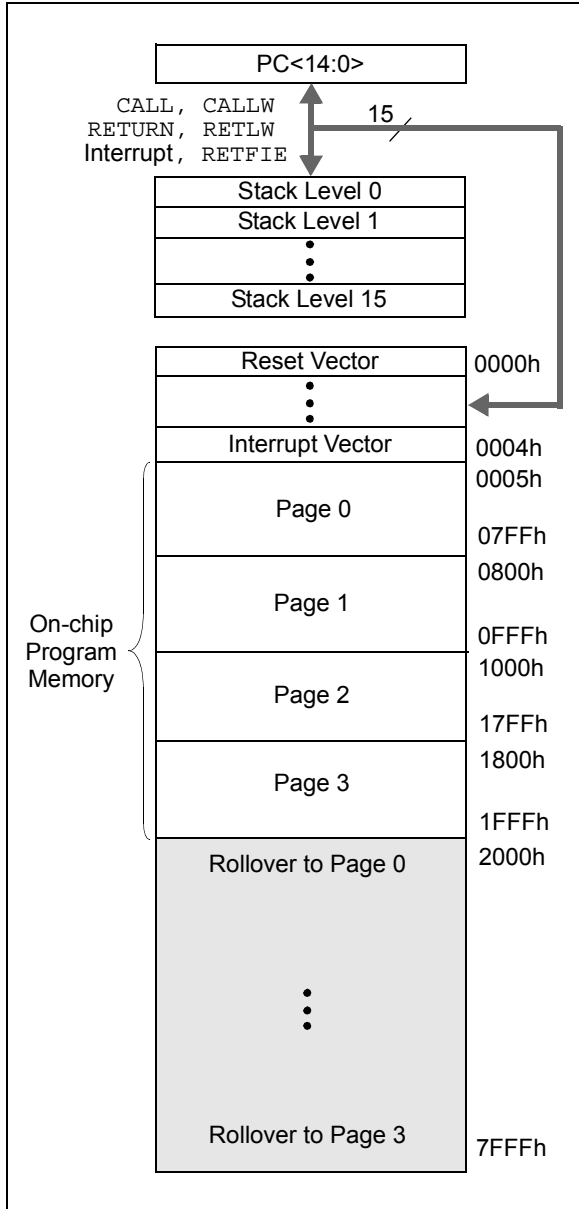 PC<14:0>
CALL, CALLW
RETURN, RETLW
Interrupt, RETFIE
15
Stack Level 0
Stack Level 1
Stack Level 15
Reset Vector
0000h
Interrupt Vector
0004h
0005h
Page 0
07FFh
0800h
Page 1
0FFFh
On-chip
Program
Memory
1000h
Page 2
17FFh
1800h
Page 3
1FFFh
Rollover to Page 0
2000h
Rollover to Page 3
7FFFh